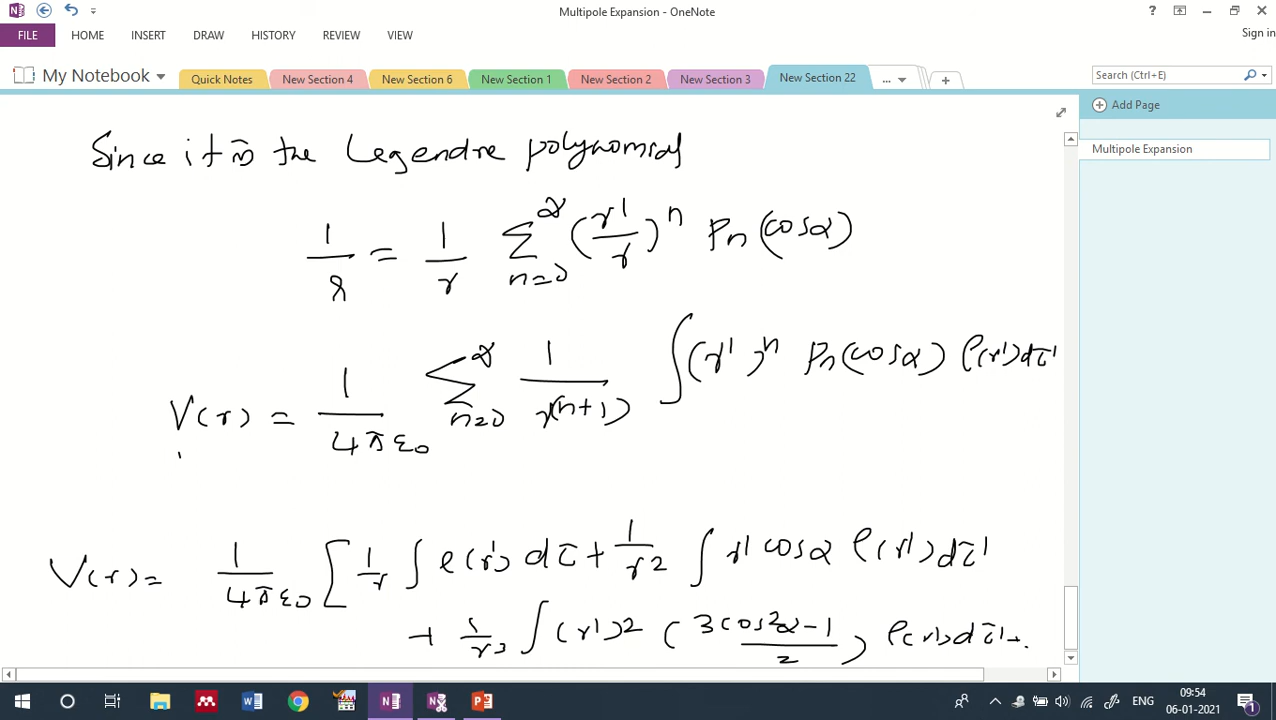 Multipole Expansion - OneNote
Sign in
FILE HOME INSERT DRAW HISTORY REVIEW VIEW
My Notebook Quick Notes New Section 4 New Section 6 New Section 1 New Section 2 New Section 3 New Section 22 ... Search (Ctrl+E)
Add Page
Multipole Expansion
Since it is the Legendre polynomial
1/𝓇 = 1/r ∑_{n=0}^{∞} (r'/r)^n Pn (cosα)
V(r) = 1/4πε0 ∑_{n=0}^{∞} 1/r^(n+1) ∫ (r')^n Pn(cosα) ρ(r')dτ'
V(r) = 1/4πε0 [ 1/r ∫ ρ(r') dτ + 1/r2 ∫ r' cosα ρ(r') dτ'
+ 1/r3 ∫ (r')2 ( 3cos2α-1 / 2 ) ρ(r')dτ'+..
ENG 09:54
06-01-2021
1